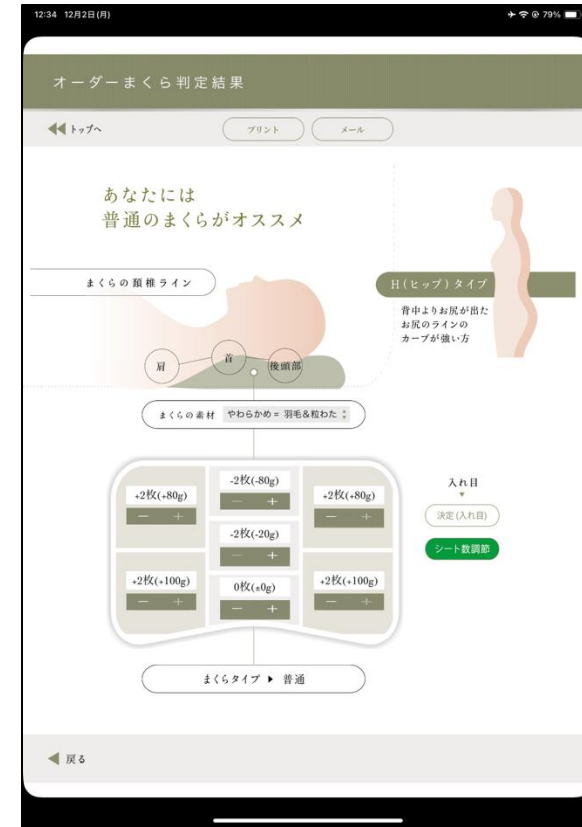 12:34 12月2日(月)
79%
オーダーまくら判定結果
トップへ
プリント
メール
あなたには
普通のまくらがオススメ
まくらの頚椎ライン
H(ヒップ)タイプ
背中よりお尻が出た
お尻のラインの
カーブが強い方
肩
首
後頭部
まくらの素材 やわらかめ = 羽毛&粒わた
+2枚(+80g)
-2枚(-80g)
+2枚(+80g)
− +
− +
− +
-2枚(-20g)
− +
+2枚(+100g)
0枚(±0g)
+2枚(+100g)
− +
− +
− +
入れ目
決定(入れ目)
シート数調節
まくらタイプ ▶ 普通
戻る